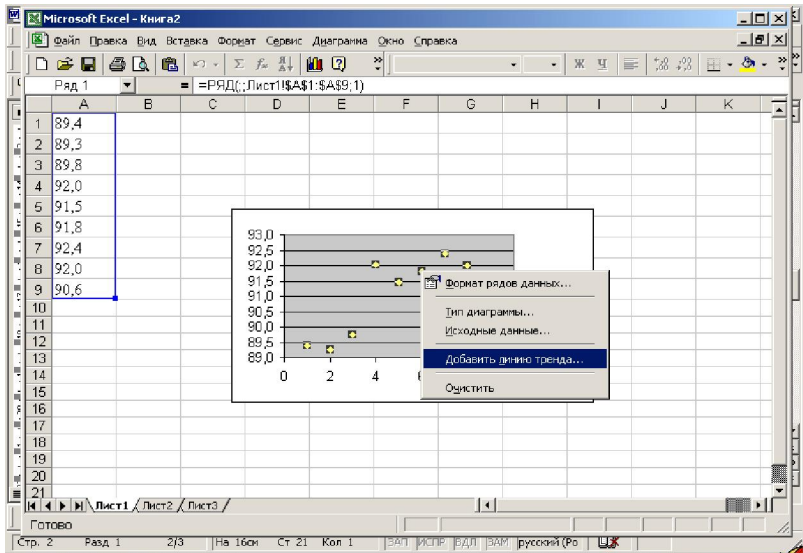 Microsoft Excel - Книга2
Файл Правка Вид Вставка Формат Сервис Диаграмма Окно Справка
Ряд 1 = =РЯД(;;Лист1!$A$1:$A$9;1)
A B C D E F G H I J K
1 89,4
2 89,3
3 89,8
4 92,0
5 91,5
6 91,8
7 92,4
8 92,0
9 90,6
10
11
12
13
14
15
16
17
18
19
20
21
93,0
92,5
92,0
91,5
91,0
90,5
90,0
89,5
89,0
0 2 4
Формат рядов данных...
Тип диаграммы...
Исходные данные...
Добавить линию тренда...
Очистить
Лист1 Лист2 Лист3
Готово
Стр. 2 Разд 1 2/3 На 16см Ст 21 Кол 1 ЗАП ИСПР ВДЛ ЗАМ русский (Ро